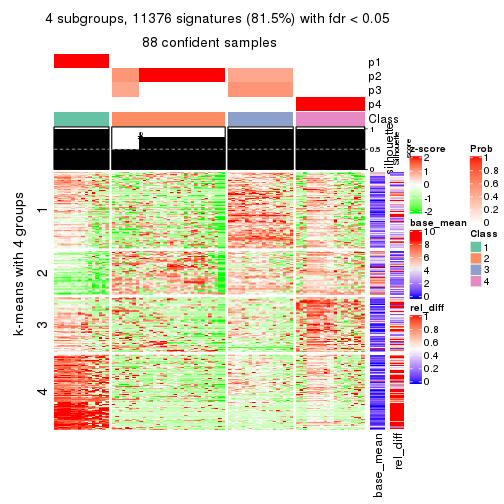 4 subgroups, 11376 signatures (81.5%) with fdr < 0.05
88 confident samples
p1
p2
p3
p4
Class
1
0.5
0
Silhouette
score
k-means with 4 groups
1
2
3
4
base_mean
rel_diff
z-score
2
1
0
-1
-2
base_mean
10
8
6
4
2
0
rel_diff
1
0.8
0.6
0.4
0.2
0
Prob
1
0.8
0.6
0.4
0.2
0
Class
1
2
3
4